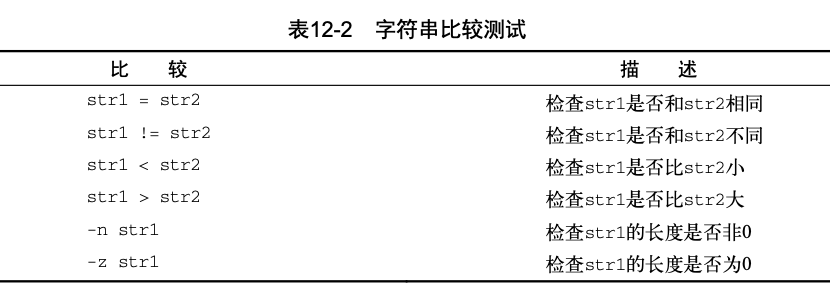 表12-2 字符串比较测试
比 较 描 述
str1 = str2 检查str1是否和str2相同
str1 != str2 检查str1是否和str2不同
str1 < str2 检查str1是否比str2小
str1 > str2 检查str1是否比str2大
-n str1 检查str1的长度是否非0
-z str1 检查str1的长度是否为0